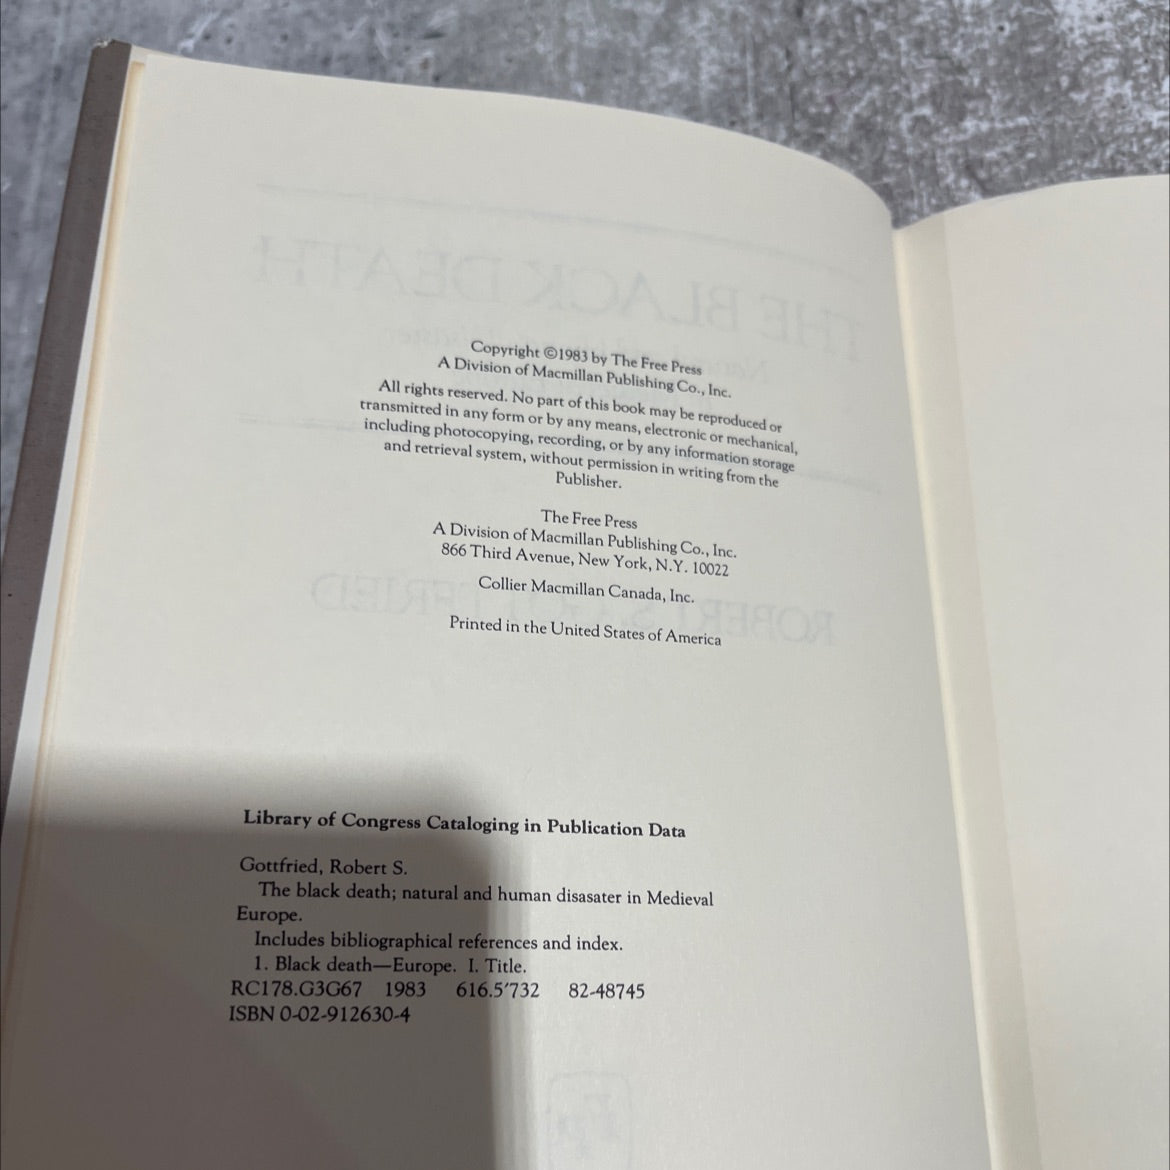 Copyright ©1983 by The Free Press
A Division of Macmillan Publishing Co., Inc.
All rights reserved. No part of this book may be reproduced or
transmitted in any form or by any means, electronic or mechanical,
including photocopying, recording, or by any information storage
and retrieval system, without permission in writing from the
Publisher.
The Free Press
A Division of Macmillan Publishing Co., Inc.
866 Third Avenue, New York, N.Y. 10022
Collier Macmillan Canada, Inc.
Printed in the United States of America
Library of Congress Cataloging in Publication Data
Gottfried, Robert S.
The black death; natural and human disasater in Medieval
Europe.
Includes bibliographical references and index.
1. Black death—Europe. I. Title.
RC178.G3G67 1983 616.5'732 82-48745
ISBN 0-02-912630-4